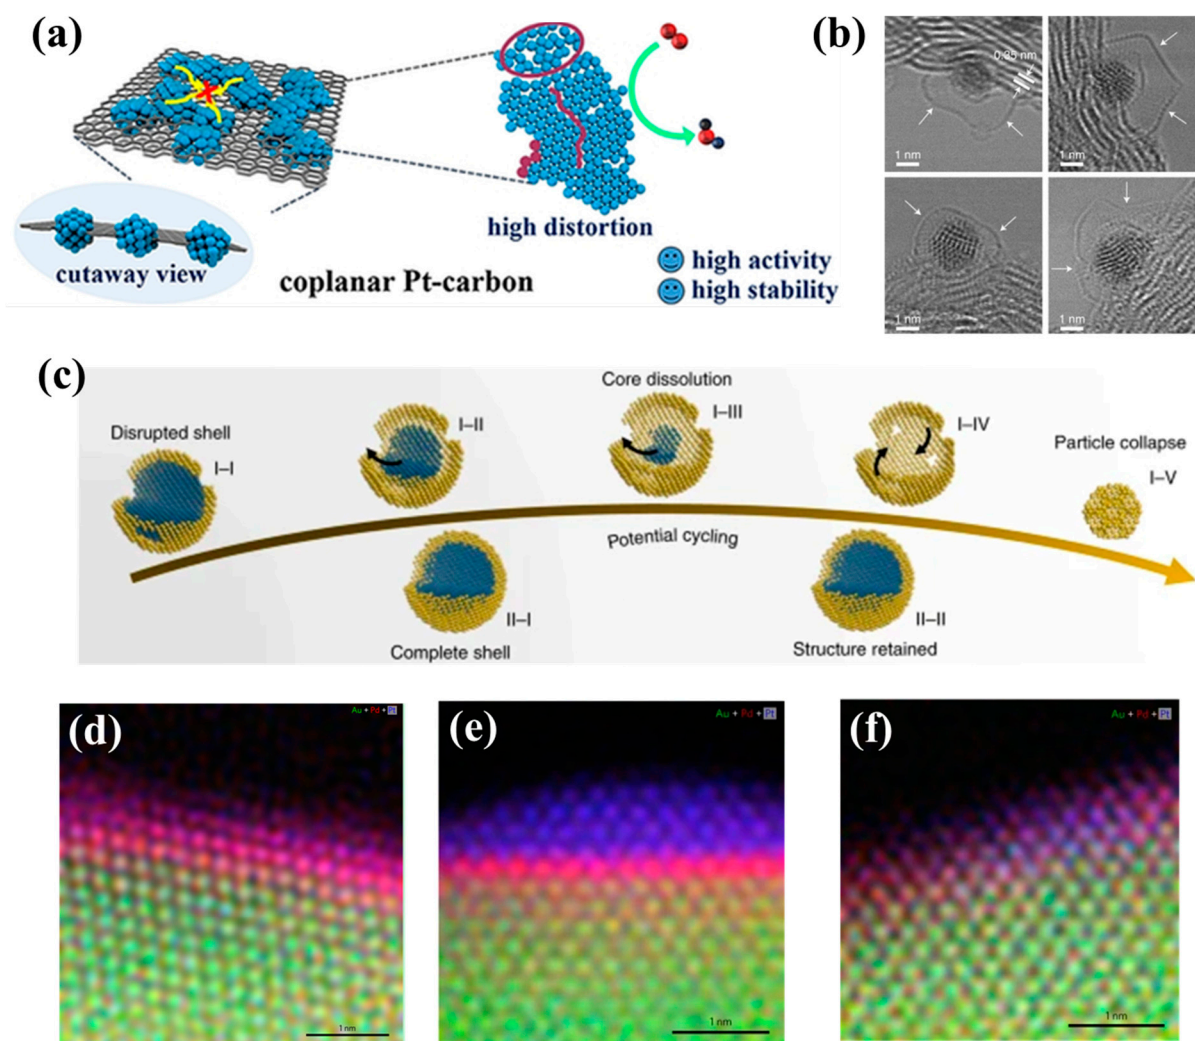 (a)
high distortion
cutaway view
coplanar Pt-carbon
high activity
high stability
(b)
0.35 nm
1 nm
1 nm
1 nm
1 nm
(c)
Core dissolution
Disrupted shell
I–I
I–II
I–III
I–IV
Particle collapse
I–V
Potential cycling
II–I
II–II
Complete shell
Structure retained
(d)
Au + Pd + Pt
1 nm
(e)
Au + Pd + Pt
1 nm
(f)
Au + Pd + Pt
1 nm